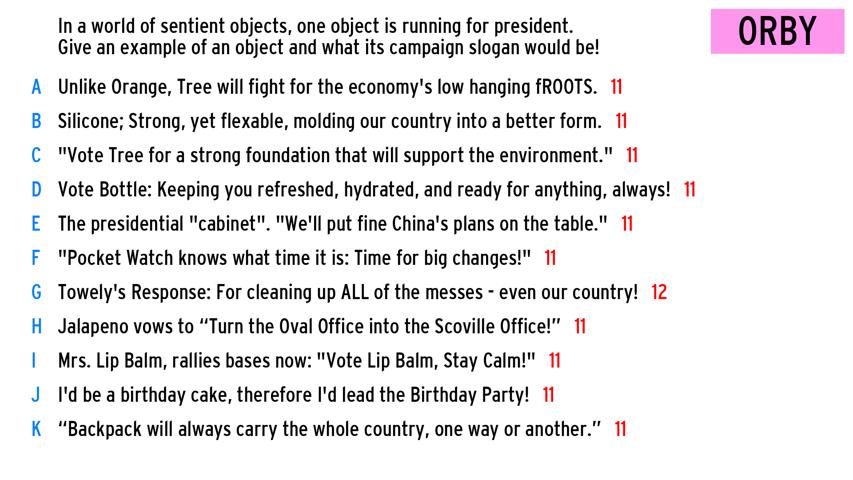 In a world of sentient objects, one object is running for president.
Give an example of an object and what its campaign slogan would be!
ORBY
A Unlike Orange, Tree will fight for the economy's low hanging fROOTS. 11
B Silicone; Strong, yet flexable, molding our country into a better form. 11
C "Vote Tree for a strong foundation that will support the environment." 11
D Vote Bottle: Keeping you refreshed, hydrated, and ready for anything, always! 11
E The presidential "cabinet". "We'll put fine China's plans on the table." 11
F "Pocket Watch knows what time it is: Time for big changes!" 11
G Towely's Response: For cleaning up ALL of the messes - even our country! 12
H Jalapeno vows to “Turn the Oval Office into the Scoville Office!” 11
I Mrs. Lip Balm, rallies bases now: "Vote Lip Balm, Stay Calm!" 11
J I'd be a birthday cake, therefore I'd lead the Birthday Party! 11
K “Backpack will always carry the whole country, one way or another.” 11